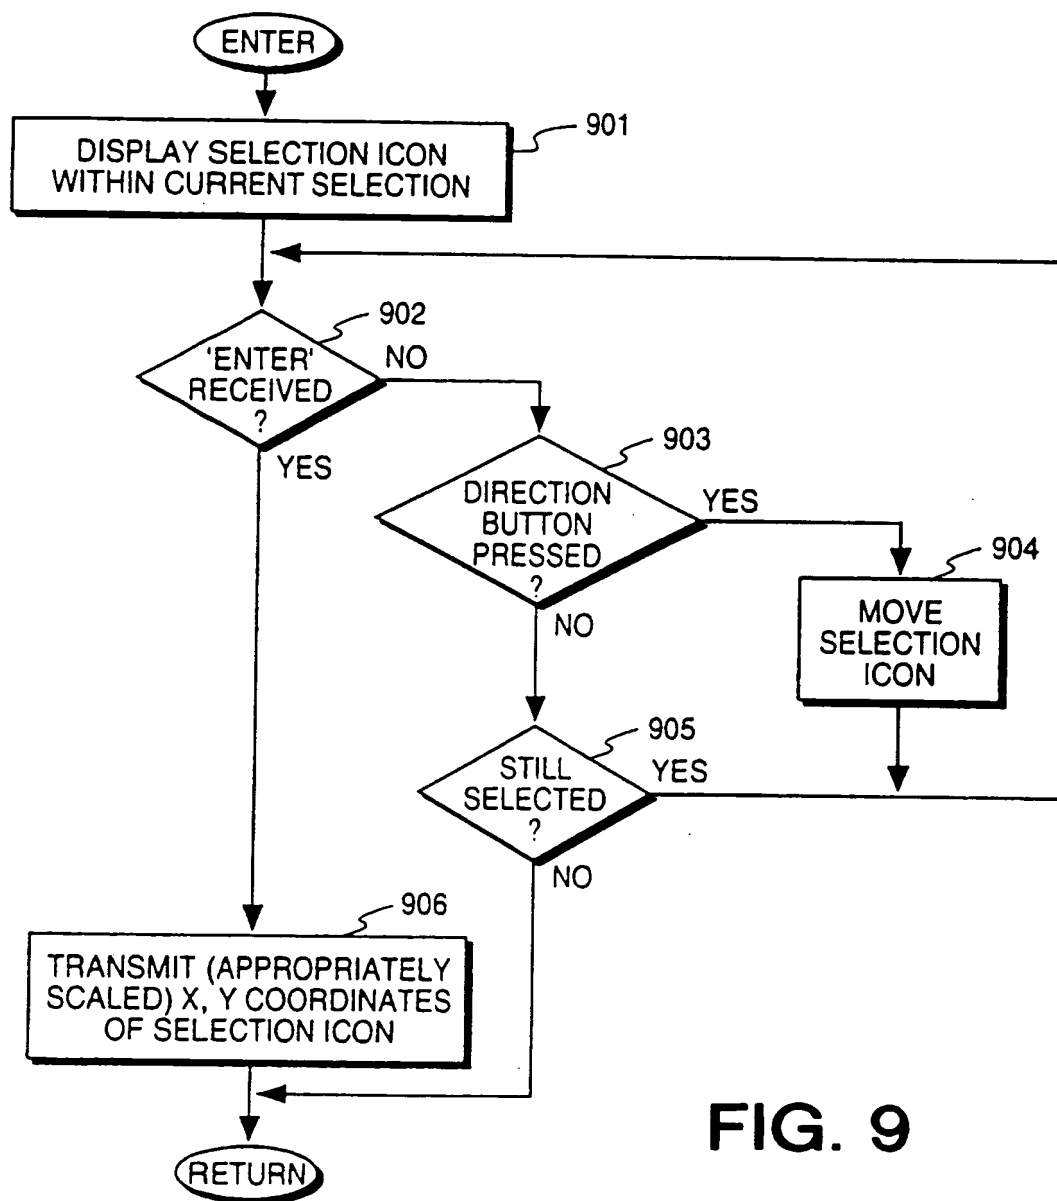 ENTER
901
DISPLAY SELECTION ICON
WITHIN CURRENT SELECTION
902
'ENTER'
RECEIVED
?
NO
YES
903
DIRECTION
BUTTON
PRESSED
?
YES
NO
904
MOVE
SELECTION
ICON
905
STILL
SELECTED
?
YES
NO
906
TRANSMIT (APPROPRIATELY
SCALED) X, Y COORDINATES
OF SELECTION ICON
RETURN
FIG. 9